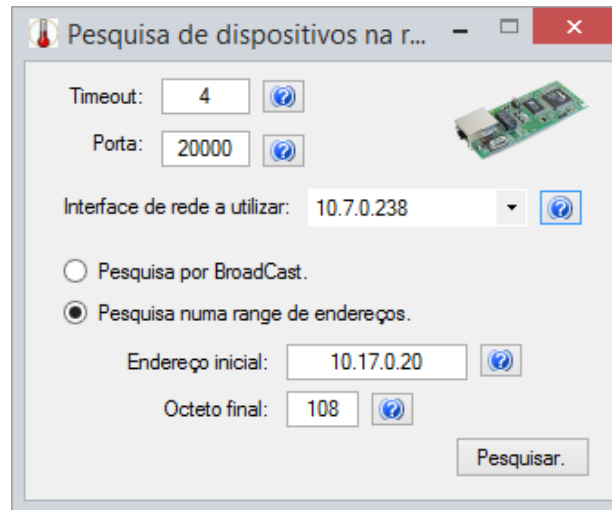 Pesquisa de dispositivos na r...
Timeout: 4
Porta: 20000
Interface de rede a utilizar: 10.7.0.238
Pesquisa por BroadCast.
Pesquisa numa range de endereços.
Endereço inicial: 10.17.0.20
Octeto final: 108
Pesquisar.